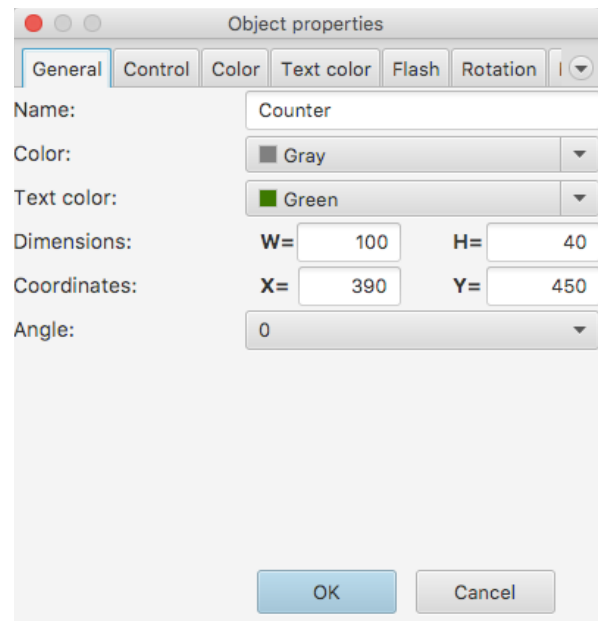 Object properties
General Control Color Text color Flash Rotation
Name: Counter
Color: Gray
Text color: Green
Dimensions: W= 100 H= 40
Coordinates: X= 390 Y= 450
Angle: 0
OK Cancel